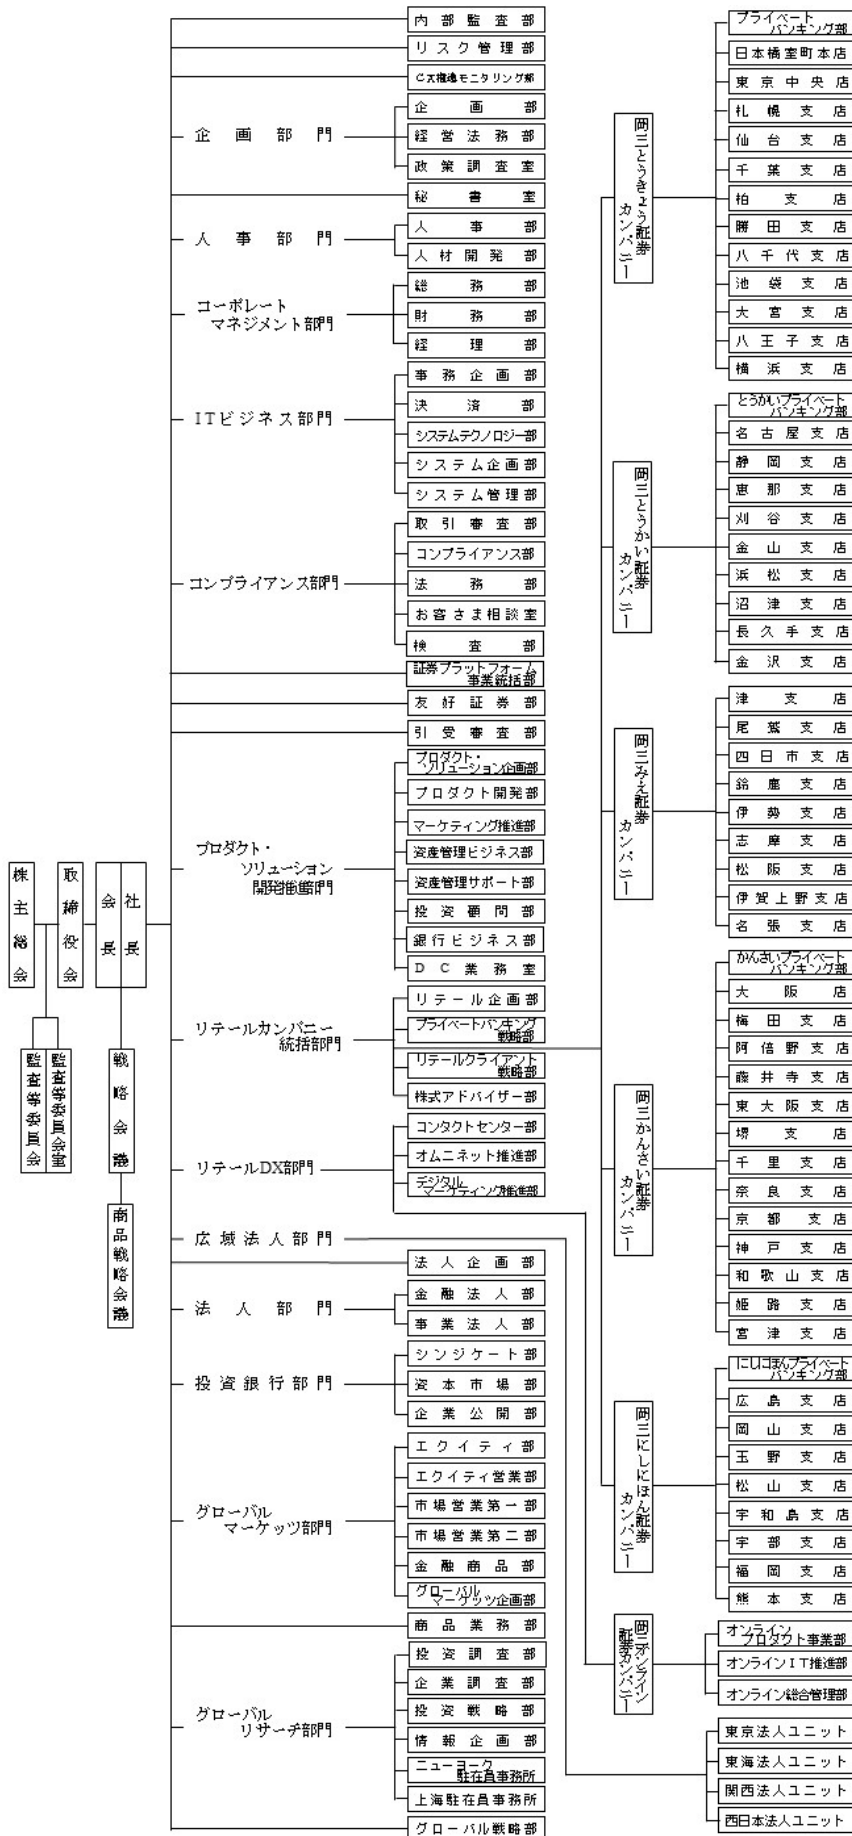 株主総会
取締役会
会長
社長
監査等委員会
監査等委員会室
戦略会議
商品戦略会議
内部監査部
リスク管理部
CX推進モニタリング部
企画部門
企画部
経営法務部
政策調査室
秘書室
人事部門
人事部
人材開発部
コーポレート
マネジメント部門
総務部
財務部
経理部
ITビジネス部門
事務企画部
決済部
システムテクノロジー部
システム企画部
システム管理部
コンプライアンス部門
取引審査部
コンプライアンス部
法務部
お客さま相談室
検査部
証券プラットフォーム
事業統括部
友好証券部
引受審査部
プロダクト・
ソリューション
開発推進部門
プロダクト・
ソリューション企画部
プロダクト開発部
マーケティング推進部
資産管理ビジネス部
資産管理サポート部
投資顧問部
銀行ビジネス部
DC業務室
リテールカンパニー
統括部門
リテール企画部
プライベートバンキング
戦略部
リテールクライアント
戦略部
株式アドバイザー部
リテールDX部門
コンタクトセンター部
オムニネット推進部
デジタル
マーケティング推進部
広域法人部門
法人企画部
法人部門
金融法人部
事業法人部
投資銀行部門
シンジケート部
資本市場部
企業公開部
グローバル
マーケッツ部門
エクイティ部
エクイティ営業部
市場営業第一部
市場営業第二部
金融商品部
グローバル
マーケッツ企画部
商品業務部
グローバル
リサーチ部門
投資調査部
企業調査部
投資戦略部
情報企画部
ニューヨーク
駐在員事務所
上海駐在員事務所
グローバル戦略部
岡三とうきょう証券
カンパニー
プライベート
バンキング部
日本橋室町本店
東京中央店
札幌支店
仙台支店
千葉支店
柏支店
勝田支店
八千代支店
池袋支店
大宮支店
八王子支店
横浜支店
岡三とうかい証券
カンパニー
とうかいプライベート
バンキング部
名古屋支店
静岡支店
恵那支店
刈谷支店
金山支店
浜松支店
沼津支店
長久手支店
金沢支店
岡三みえ証券
カンパニー
津支店
尾鷲支店
四日市支店
鈴鹿支店
伊勢支店
志摩支店
松阪支店
伊賀上野支店
名張支店
岡三かんさい証券
カンパニー
かんさいプライベート
バンキング部
大阪店
梅田支店
阿倍野支店
藤井寺支店
東大阪支店
堺支店
千里支店
奈良支店
京都支店
神戸支店
和歌山支店
姫路支店
宮津支店
岡三にしにほん証券
カンパニー
にしにほんプライベート
バンキング部
広島支店
岡山支店
玉野支店
松山支店
宇和島支店
宇部支店
福岡支店
熊本支店
岡三オンライン
証券カンパニー
オンライン
プロダクト事業部
オンラインIT推進部
オンライン総合管理部
東京法人ユニット
東海法人ユニット
関西法人ユニット
西日本法人ユニット